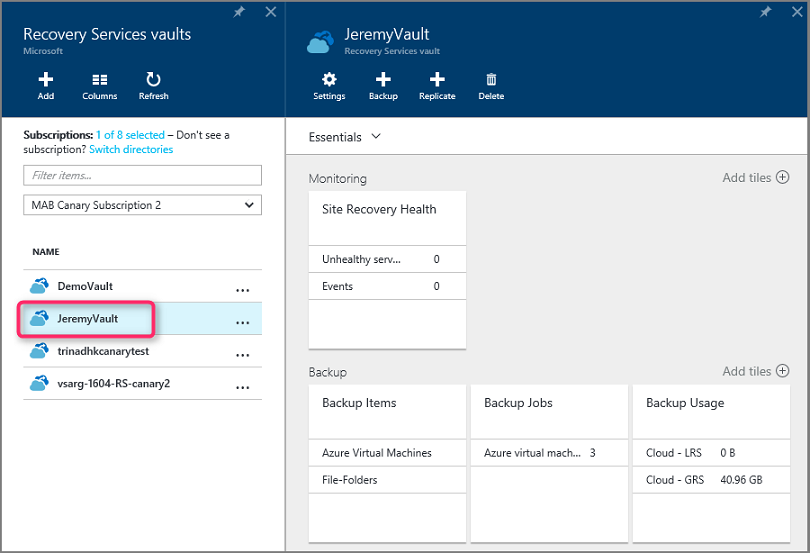 Recovery Services vaults
Microsoft
Add
Columns
Refresh
Subscriptions: 1 of 8 selected – Don't see a
subscription? Switch directories
Filter items...
MAB Canary Subscription 2
NAME
DemoVault ...
JeremyVault ...
trinadhkcanarytest ...
vsarg-1604-RS-canary2 ...
JeremyVault
Recovery Services vault
Settings
Backup
Replicate
Delete
Essentials
Monitoring
Add tiles
Site Recovery Health
Unhealthy serv... 0
Events 0
Backup
Add tiles
Backup Items
Azure Virtual Machines
File-Folders
Backup Jobs
Azure virtual mach... 3
Backup Usage
Cloud - LRS 0 B
Cloud - GRS 40.96 GB